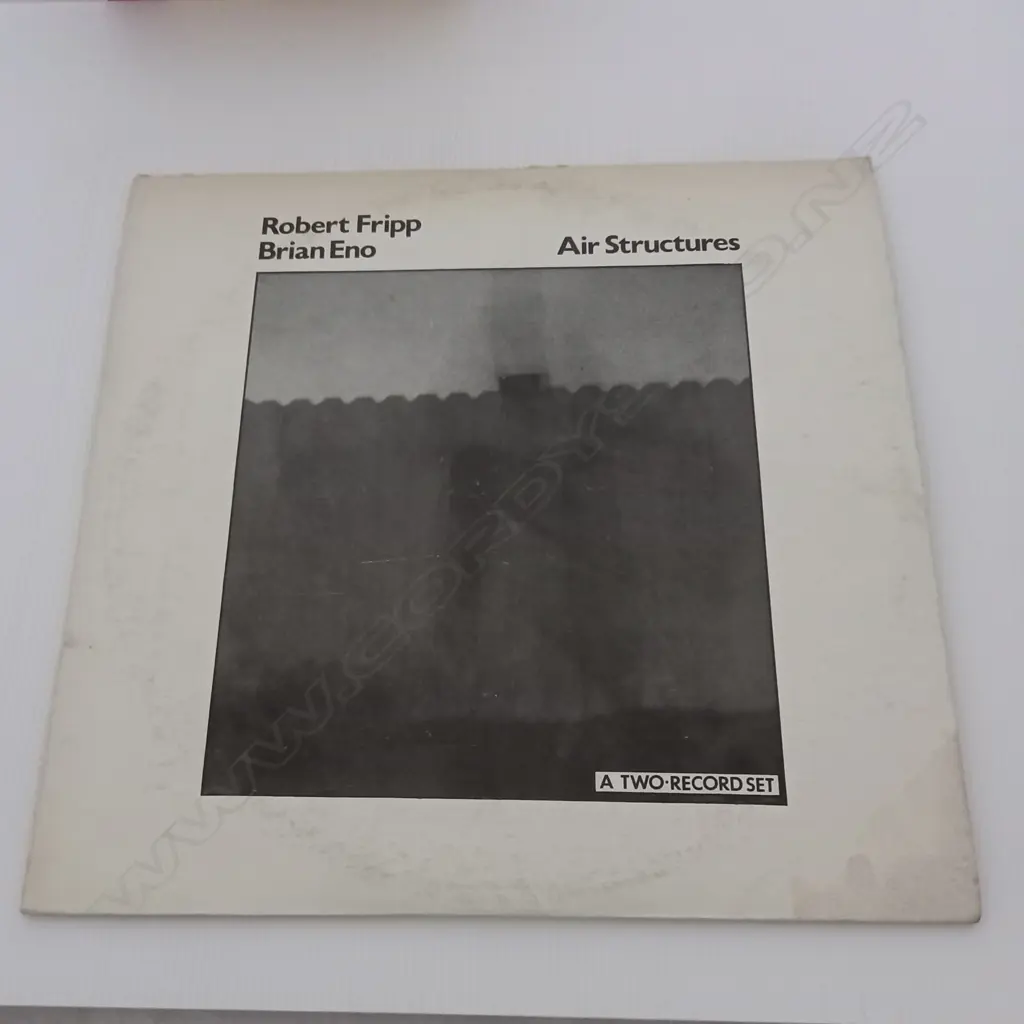 Robert Fripp
Brian Eno
Air Structures
A TWO·RECORD SET